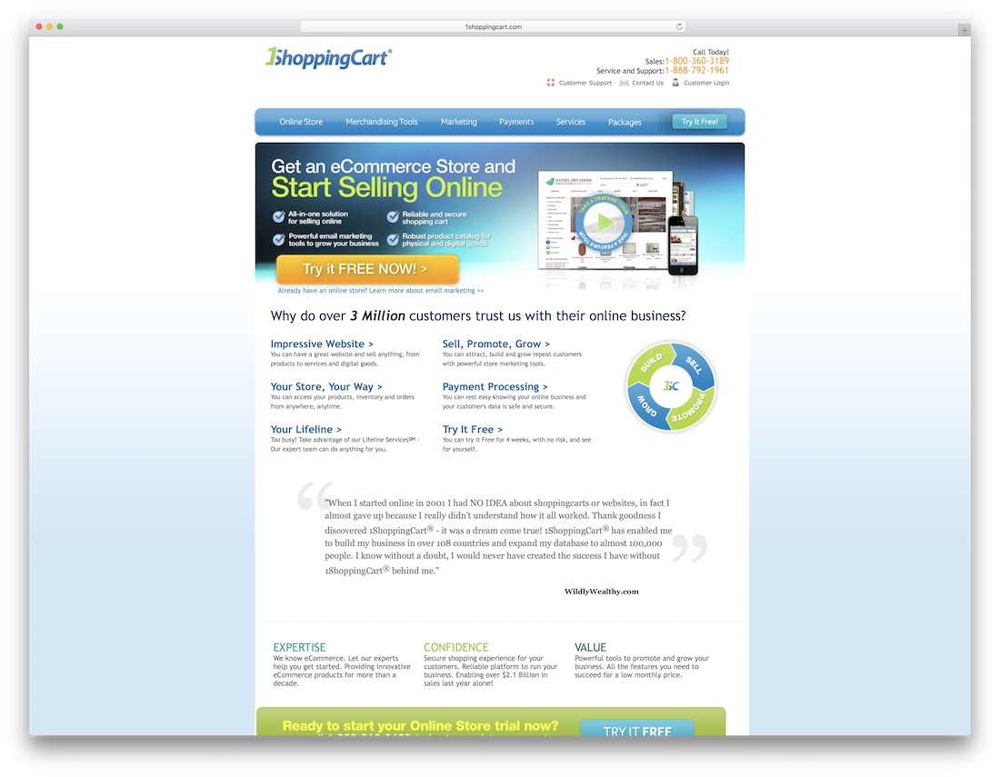 1shoppingcart.com
1ShoppingCart®
Call Today!
Sales:1-800-360-3189
Service and Support:1-888-792-1961
Customer Support Contact Us Customer Login
Online Store Merchandising Tools Marketing Payments Services Packages Try It Free!
Get an eCommerce Store and
Start Selling Online
All-in-one solution
for selling online
Reliable and secure
shopping cart
Powerful email marketing
tools to grow your business
Robust product catalog for
physical and digital goods
Try it FREE NOW! >
Already have an online store? Learn more about email marketing >>
DANIEL JHN GOODS
TAKE A FEATURE TOUR
TAKE A FEATURE TOUR
Why do over 3 Million customers trust us with their online business?
Impressive Website >
You can have a great website and sell anything, from
products to services and digital goods.
Sell, Promote, Grow >
You can attract, build and grow repeat customers
with powerful store marketing tools.
Your Store, Your Way >
You can access your products, inventory and orders
from anywhere, anytime.
Payment Processing >
You can rest easy knowing your online business and
your customer's data is safe and secure.
Your Lifeline >
Too busy? Take advantage of our Lifeline Services℠ -
Our expert team can do anything for you.
Try It Free >
You can try it Free for 4 weeks, with no risk, and see
for yourself.
BUILD
SELL
PROMOTE
GROW
1SC
"When I started online in 2001 I had NO IDEA about shoppingcarts or websites, in fact I
almost gave up because I really didn't understand how it all worked. Thank goodness I
discovered 1ShoppingCart® - it was a dream come true! 1ShoppingCart® has enabled me
to build my business in over 108 countries and expand my database to almost 100,000
people. I know without a doubt, I would never have created the success I have without
1ShoppingCart® behind me."
WildlyWealthy.com
EXPERTISE
We know eCommerce. Let our experts
help you get started. Providing innovative
eCommerce products for more than a
decade.
CONFIDENCE
Secure shopping experience for your
customers. Reliable platform to run your
business. Enabling over $2.1 Billion in
sales last year alone!
VALUE
Powerful tools to promote and grow your
business. All the features you need to
succeed for a low monthly price.
Ready to start your Online Store trial now?
TRY IT FREE